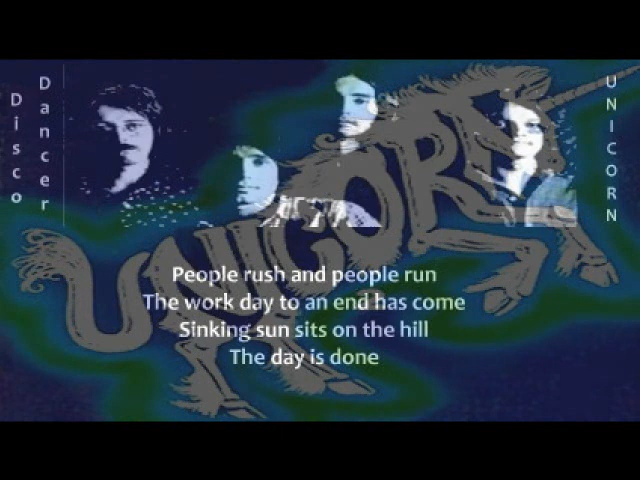 Disco
Dancer
UNICORN
UNICORN
People rush and people run
The work day to an end has come
Sinking sun sits on the hill
The day is done